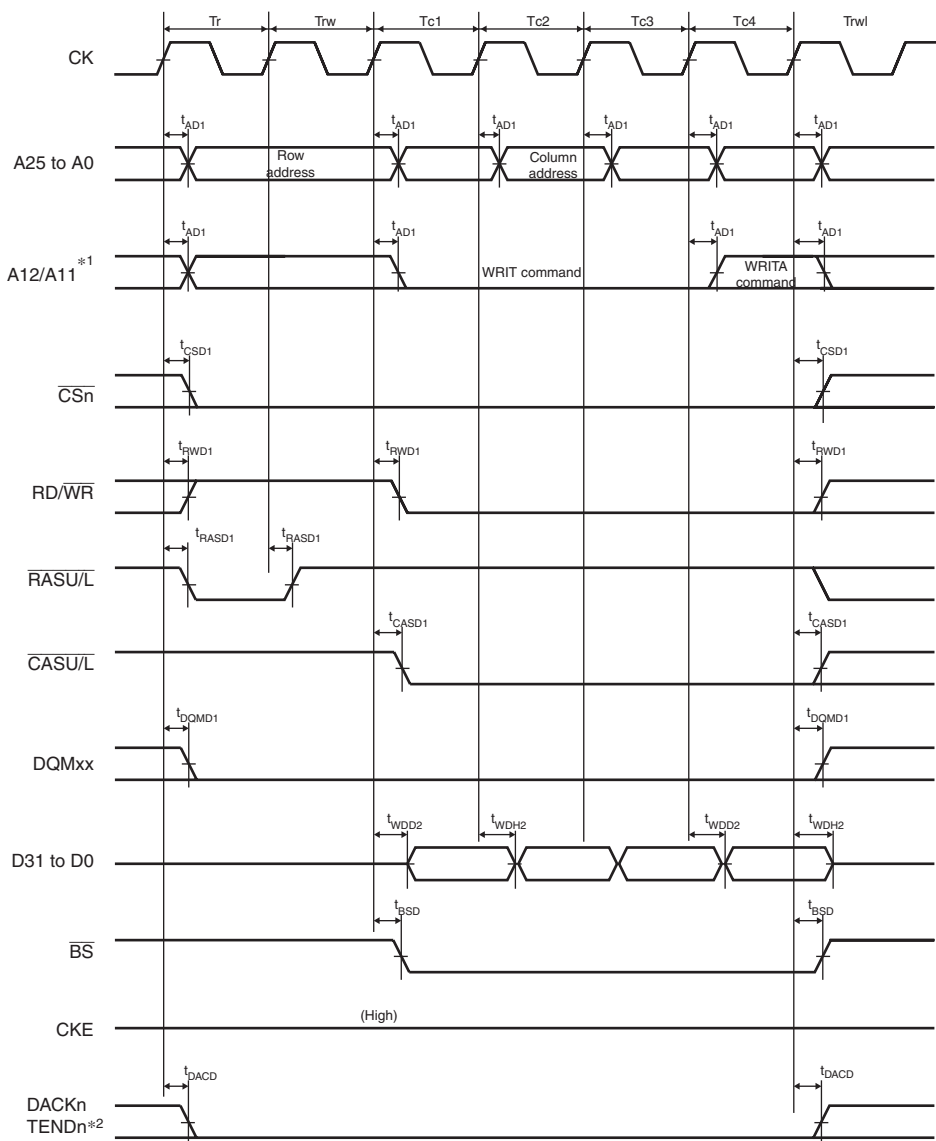 Tr Trw Tc1 Tc2 Tc3 Tc4 Trwl
CK
tAD1 tAD1 tAD1 tAD1 tAD1 tAD1
A25 to A0
Row
address
Column
address
tAD1 tAD1 tAD1 tAD1
A12/A11*1
WRIT command
WRITA
command
tCSD1 tCSD1
CSn
tRWD1 tRWD1 tRWD1
RD/WR
tRASD1 tRASD1
RASU/L
tCASD1 tCASD1
CASU/L
tDQMD1 tDQMD1
DQMxx
tWDD2 tWDH2 tWDD2 tWDH2
D31 to D0
tBSD tBSD
BS
(High)
CKE
tDACD tDACD
DACKn
TENDn*2